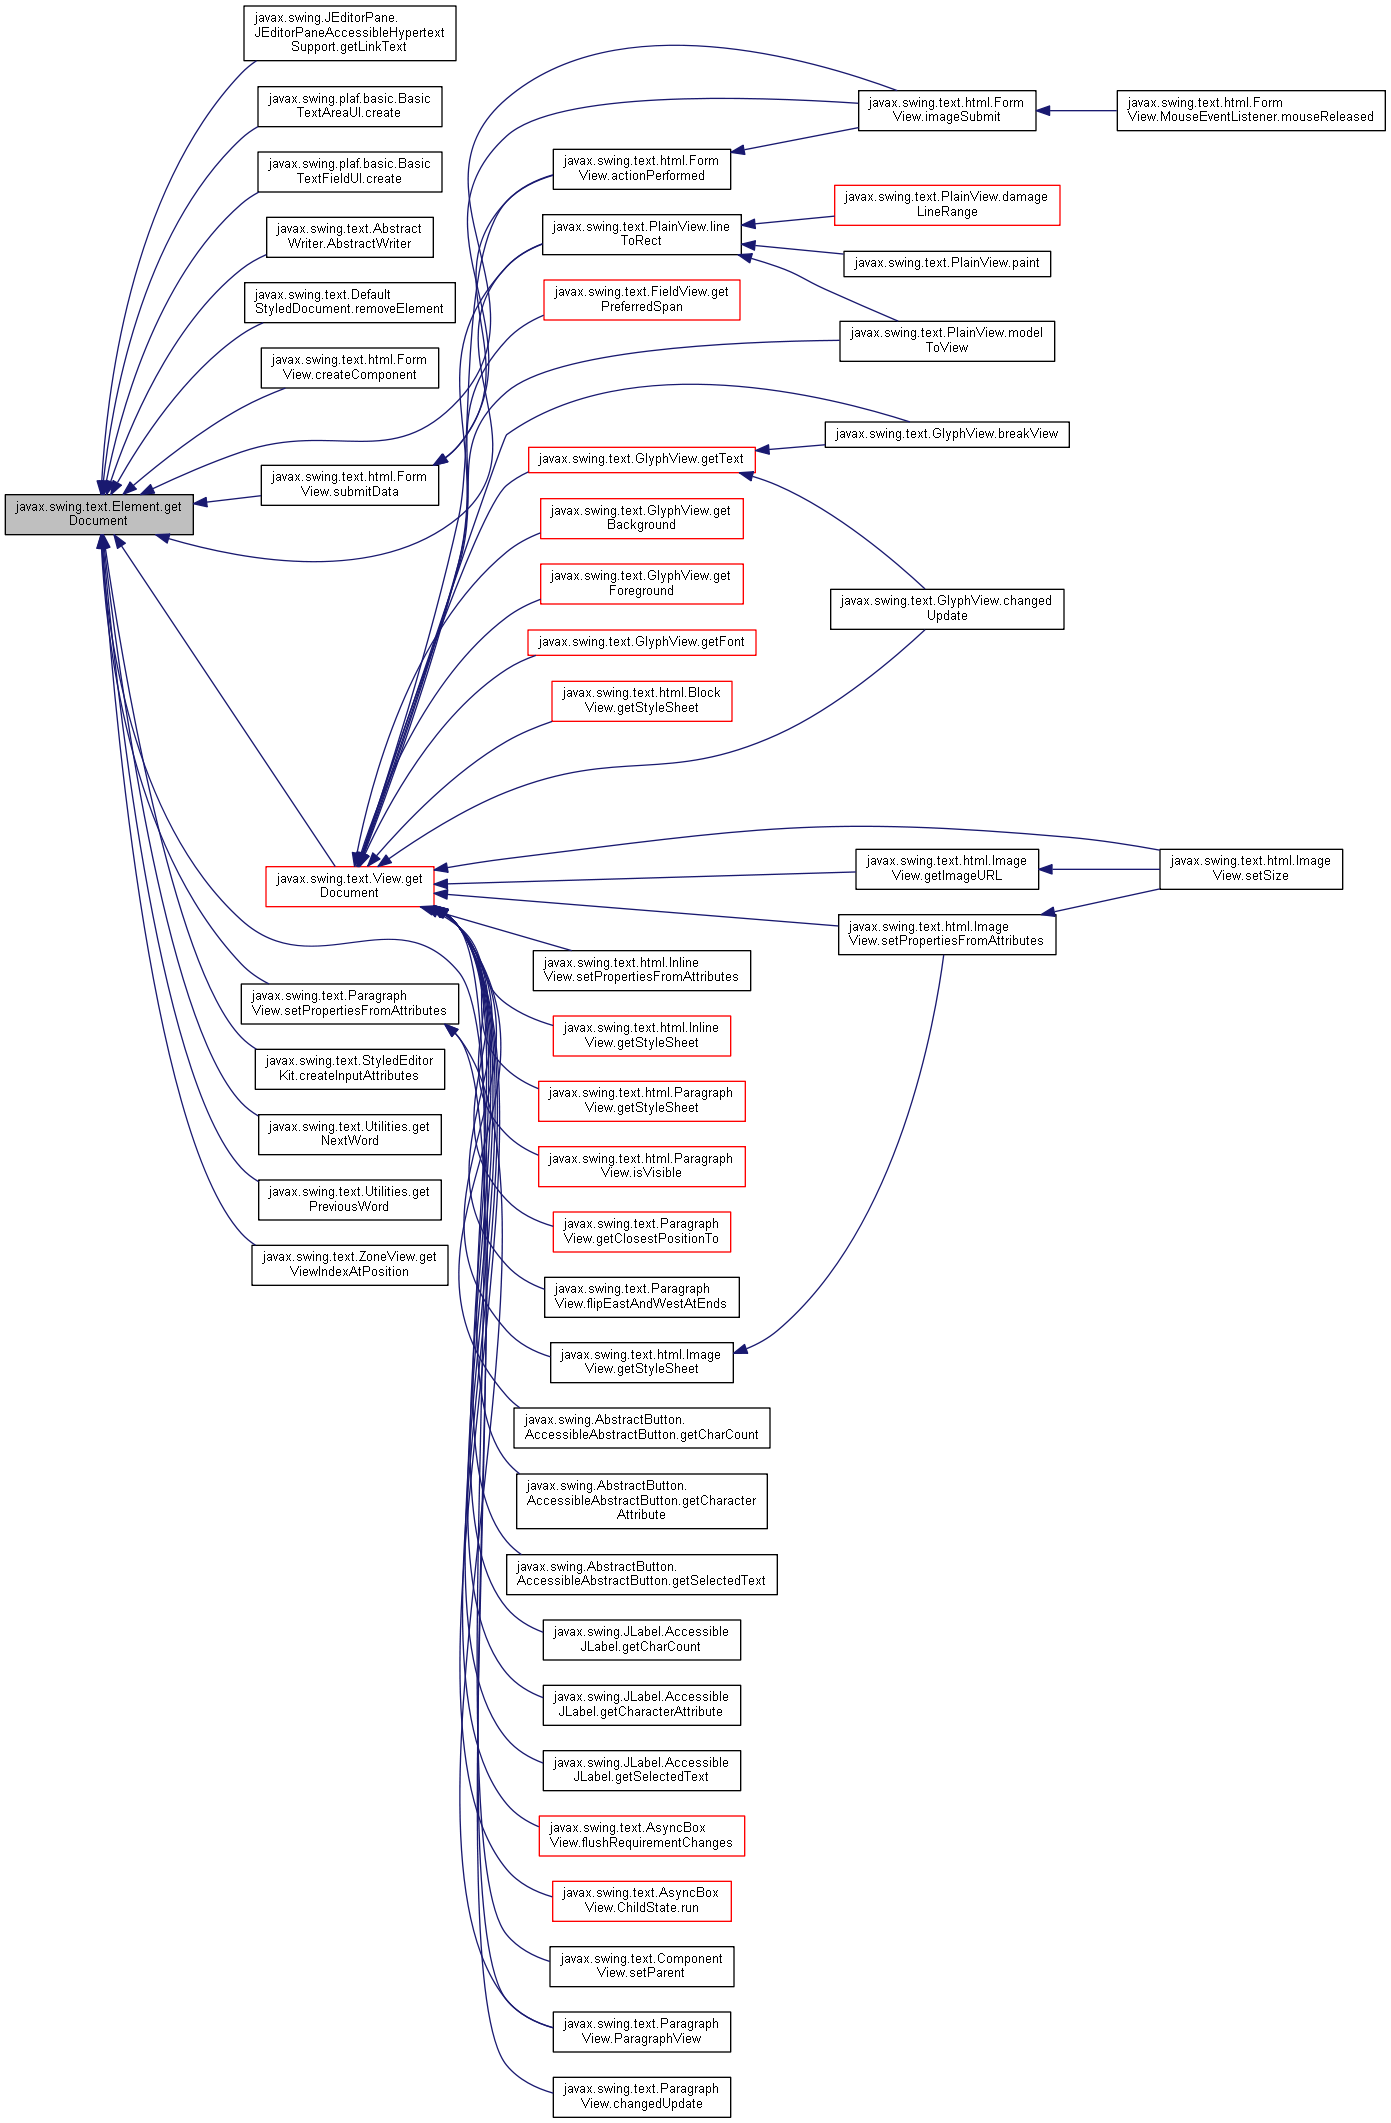 javax.swing.JEditorPane.
JEditorPaneAccessibleHypertext
Support.getLinkText
javax.swing.plaf.basic.Basic
TextAreaUI.create
javax.swing.plaf.basic.Basic
TextFieldUI.create
javax.swing.text.Abstract
Writer.AbstractWriter
javax.swing.text.Default
StyledDocument.removeElement
javax.swing.text.html.Form
View.createComponent
javax.swing.text.html.Form
View.submitData
javax.swing.text.Element.get
Document
javax.swing.text.View.get
Document
javax.swing.text.Paragraph
View.setPropertiesFromAttributes
javax.swing.text.StyledEditor
Kit.createInputAttributes
javax.swing.text.Utilities.get
NextWord
javax.swing.text.Utilities.get
PreviousWord
javax.swing.text.ZoneView.get
ViewIndexAtPosition
javax.swing.text.html.Form
View.actionPerformed
javax.swing.text.PlainView.line
ToRect
javax.swing.text.FieldView.get
PreferredSpan
javax.swing.text.GlyphView.getText
javax.swing.text.GlyphView.get
Background
javax.swing.text.GlyphView.get
Foreground
javax.swing.text.GlyphView.getFont
javax.swing.text.html.Block
View.getStyleSheet
javax.swing.text.html.Inline
View.setPropertiesFromAttributes
javax.swing.text.html.Inline
View.getStyleSheet
javax.swing.text.html.Paragraph
View.getStyleSheet
javax.swing.text.html.Paragraph
View.isVisible
javax.swing.text.Paragraph
View.getClosestPositionTo
javax.swing.text.Paragraph
View.flipEastAndWestAtEnds
javax.swing.text.html.Image
View.getStyleSheet
javax.swing.AbstractButton.
AccessibleAbstractButton.getCharCount
javax.swing.AbstractButton.
AccessibleAbstractButton.getCharacter
Attribute
javax.swing.AbstractButton.
AccessibleAbstractButton.getSelectedText
javax.swing.JLabel.Accessible
JLabel.getCharCount
javax.swing.JLabel.Accessible
JLabel.getCharacterAttribute
javax.swing.JLabel.Accessible
JLabel.getSelectedText
javax.swing.text.AsyncBox
View.flushRequirementChanges
javax.swing.text.AsyncBox
View.ChildState.run
javax.swing.text.Component
View.setParent
javax.swing.text.Paragraph
View.ParagraphView
javax.swing.text.Paragraph
View.changedUpdate
javax.swing.text.html.Form
View.imageSubmit
javax.swing.text.PlainView.damage
LineRange
javax.swing.text.PlainView.paint
javax.swing.text.PlainView.model
ToView
javax.swing.text.GlyphView.breakView
javax.swing.text.GlyphView.changed
Update
javax.swing.text.html.Image
View.getImageURL
javax.swing.text.html.Image
View.setPropertiesFromAttributes
javax.swing.text.html.Form
View.MouseEventListener.mouseReleased
javax.swing.text.html.Image
View.setSize